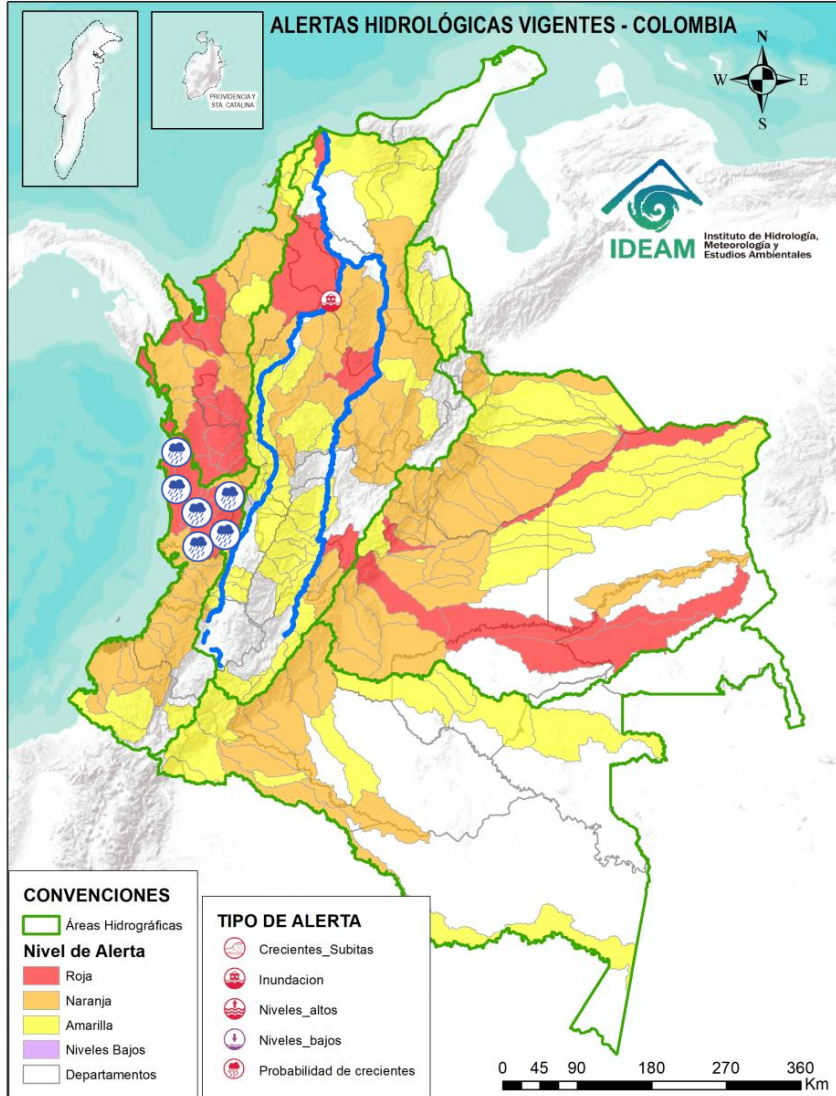 ALERTAS HIDROLÓGICAS VIGENTES - COLOMBIA
PROVIDENCIA Y
STA. CATALINA
N
W
E
S
IDEAM
Instituto de Hidrología,
Meteorología y
Estudios Ambientales
CONVENCIONES
Áreas Hidrográficas
Nivel de Alerta
Roja
Naranja
Amarilla
Niveles Bajos
Departamentos
TIPO DE ALERTA
Crecientes_Subitas
Inundacion
Niveles_altos
Niveles_bajos
Probabilidad de crecientes
0 45 90 180 270 360
Km